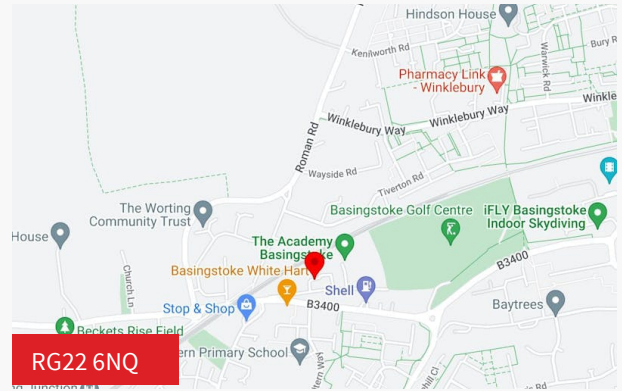 Hindson House
Kenilworth Rd
Warwick Rd
Bury R
Pharmacy Link
- Winklebury
Winkle
Winklebury Way
Winklebury Way
Roman Rd
Wayside Rd
Tiverton Rd
The Worting
Community Trust
Basingstoke Golf Centre
iFLY Basingstoke
Indoor Skydiving
House
The Academy
Basingstoke
B3400
Church Ln
Basingstoke White Hart
Shell
Stop & Shop
B3400
Baytrees
Beckets Rise Field
ern Primary School
RG22 6NQ